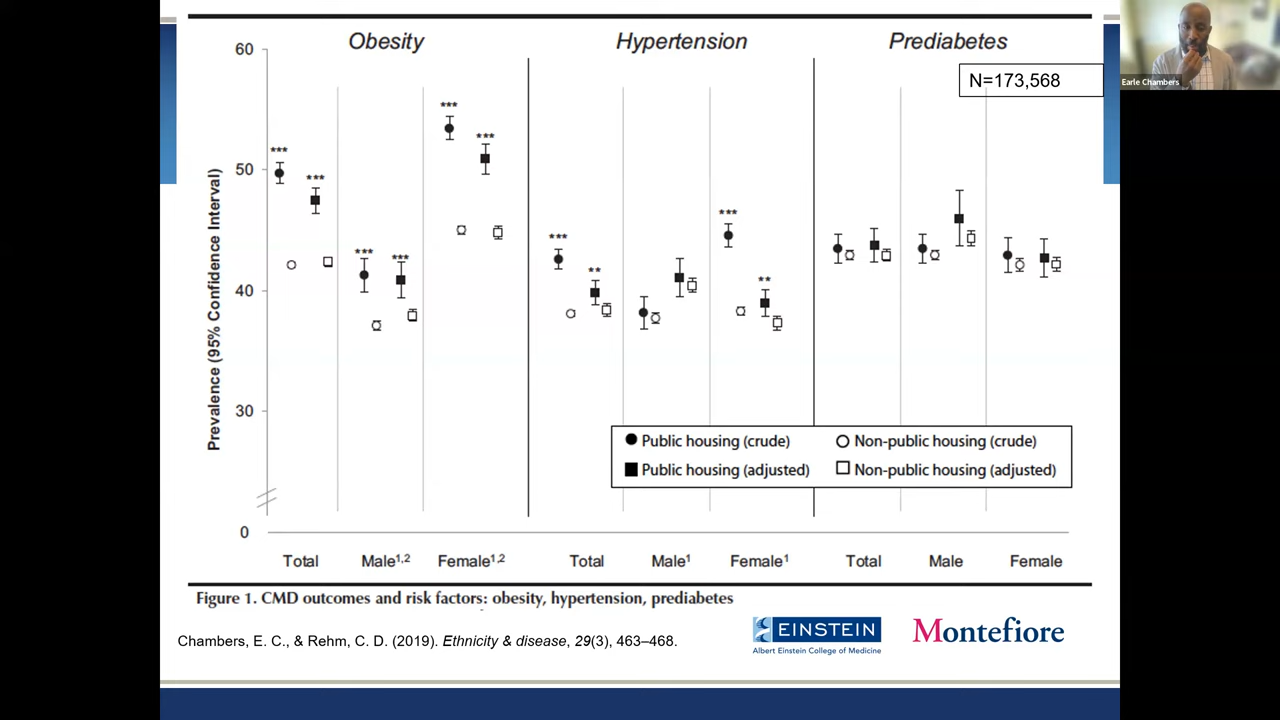 Obesity
Hypertension
Prediabetes
N=173,568
Earle Chambers
Prevalence (95% Confidence Interval)
60
50
40
30
0
***
***
***
***
***
***
***
**
***
**
Public housing (crude)
Non-public housing (crude)
Public housing (adjusted)
Non-public housing (adjusted)
Total
Male1,2
Female1,2
Total
Male1
Female1
Total
Male
Female
Figure 1. CMD outcomes and risk factors: obesity, hypertension, prediabetes
Chambers, E. C., & Rehm, C. D. (2019). Ethnicity & disease, 29(3), 463–468.
EINSTEIN
Albert Einstein College of Medicine
Montefiore